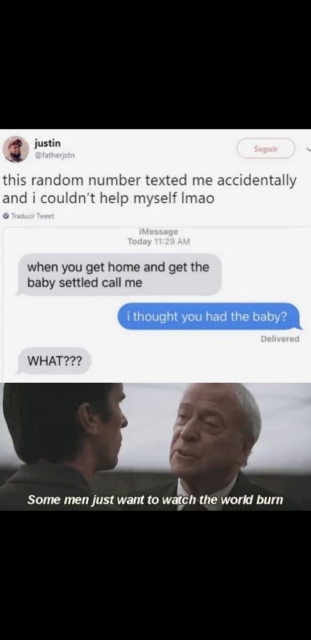 justin
@fatherjstn
Seguir
this random number texted me accidentally
and i couldn't help myself lmao
Traducir Tweet
iMessage
Today 11:29 AM
when you get home and get the
baby settled call me
i thought you had the baby?
Delivered
WHAT???
Some men just want to watch the world burn